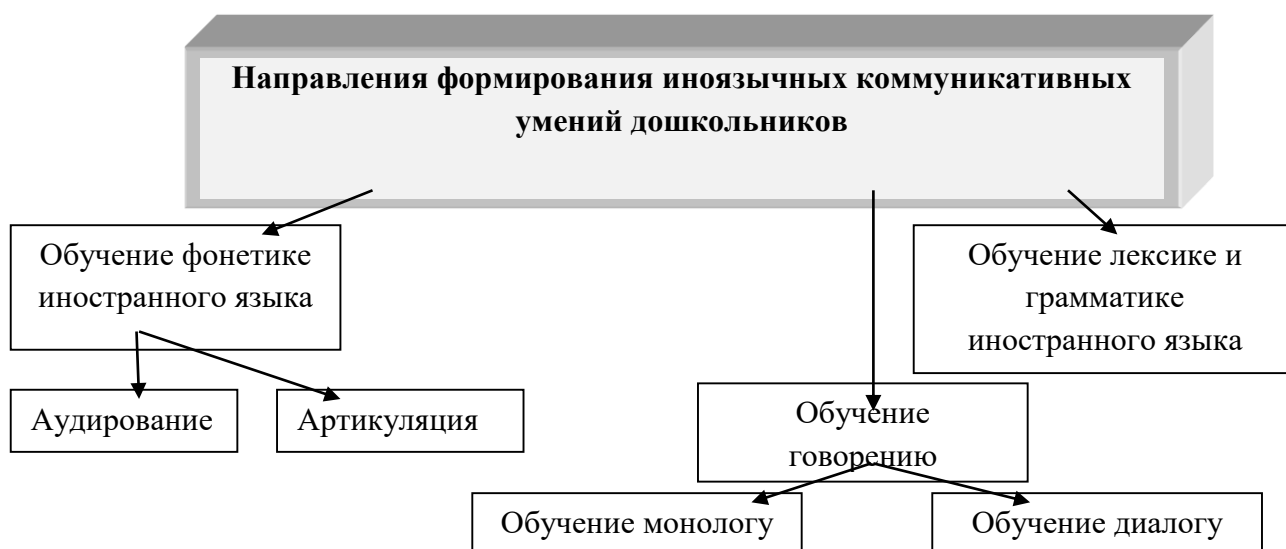 Направления формирования иноязычных коммуникативных
умений дошкольников
Обучение фонетике
иностранного языка
Обучение лексике и
грамматике
иностранного языка
Аудирование
Артикуляция
Обучение
говорению
Обучение монологу
Обучение диалогу